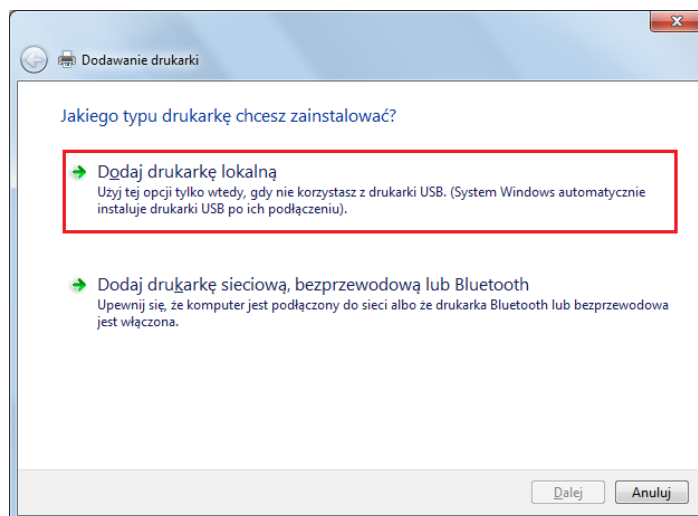 Dodawanie drukarki
Jakiego typu drukarkę chcesz zainstalować?
Dodaj drukarkę lokalną
Użyj tej opcji tylko wtedy, gdy nie korzystasz z drukarki USB. (System Windows automatycznie
instaluje drukarki USB po ich podłączeniu).
Dodaj drukarkę sieciową, bezprzewodową lub Bluetooth
Upewnij się, że komputer jest podłączony do sieci albo że drukarka Bluetooth lub bezprzewodowa
jest włączona.
Dalej
Anuluj